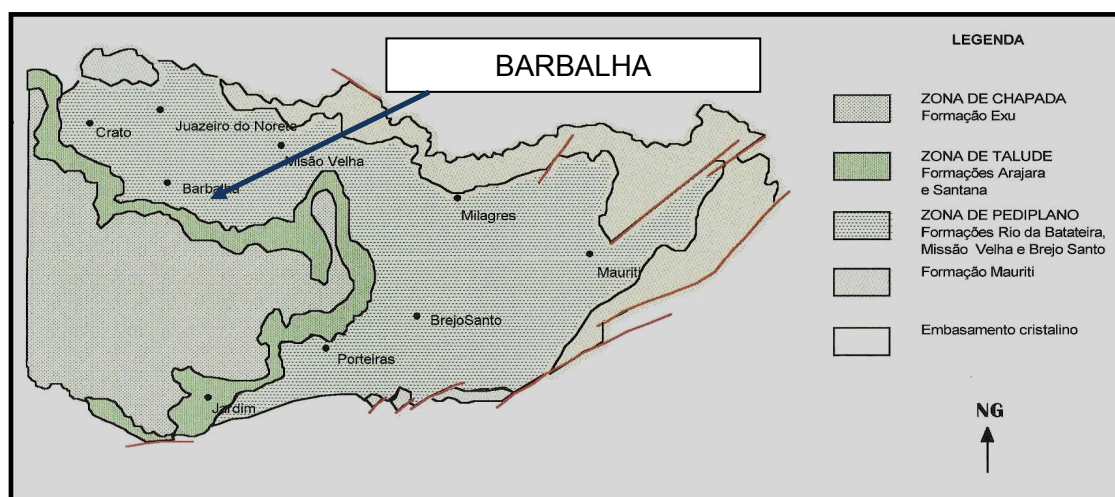 BARBALHA
Crato
Juazeiro do Norete
Misão Velha
Barbalha
Milagres
Mauriti
BrejoSanto
Porteiras
Jardim
LEGENDA
ZONA DE CHAPADA
Formação Exu
ZONA DE TALUDE
Formações Arajara
e Santana
ZONA DE PEDIPLANO
Formações Rio da Batateira,
Missão Velha e Brejo Santo
Formação Mauriti
Embasamento cristalino
NG